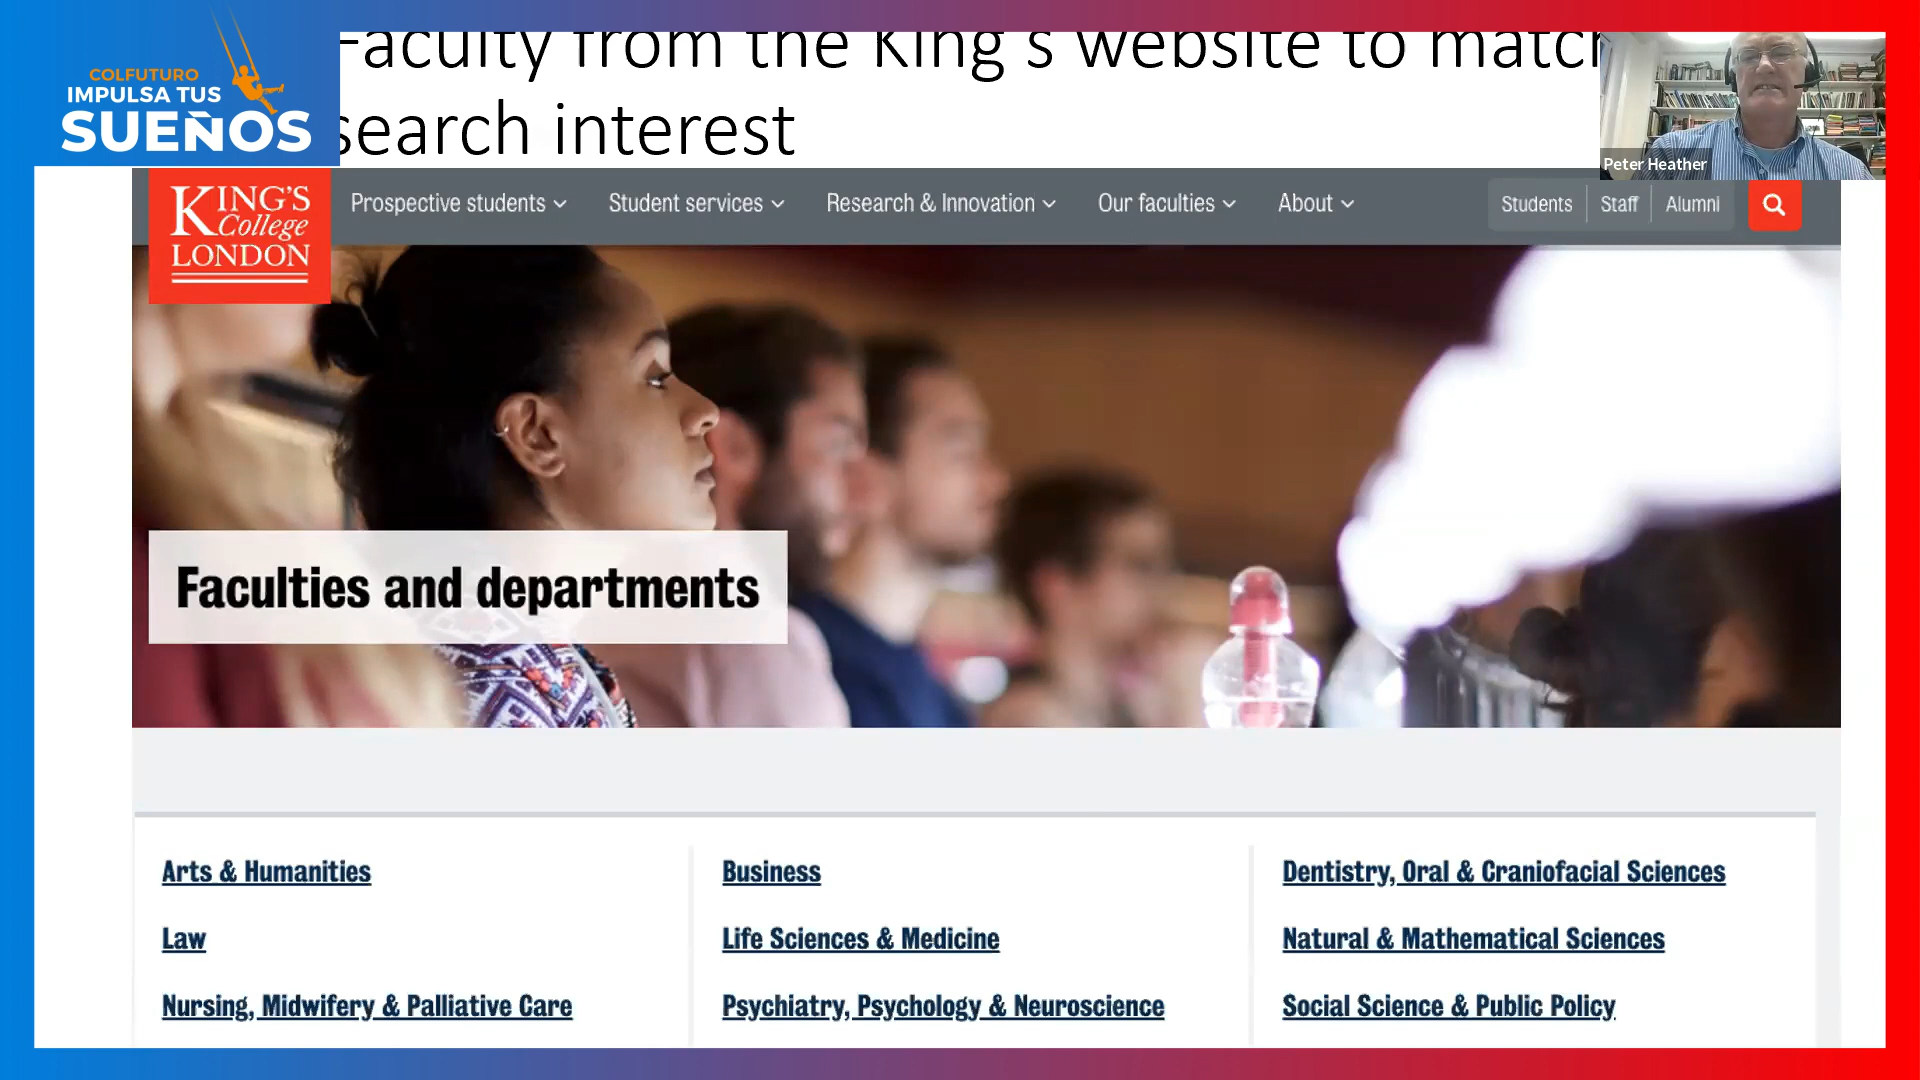 Faculty from the King's website to match
search interest
COLFUTURO
IMPULSA TUS
SUEÑOS
Peter Heather
KING'S
College
LONDON
Prospective students
Student services
Research & Innovation
Our faculties
About
Students
Staff
Alumni
Faculties and departments
Arts & Humanities
Business
Dentistry, Oral & Craniofacial Sciences
Law
Life Sciences & Medicine
Natural & Mathematical Sciences
Nursing, Midwifery & Palliative Care
Psychiatry, Psychology & Neuroscience
Social Science & Public Policy